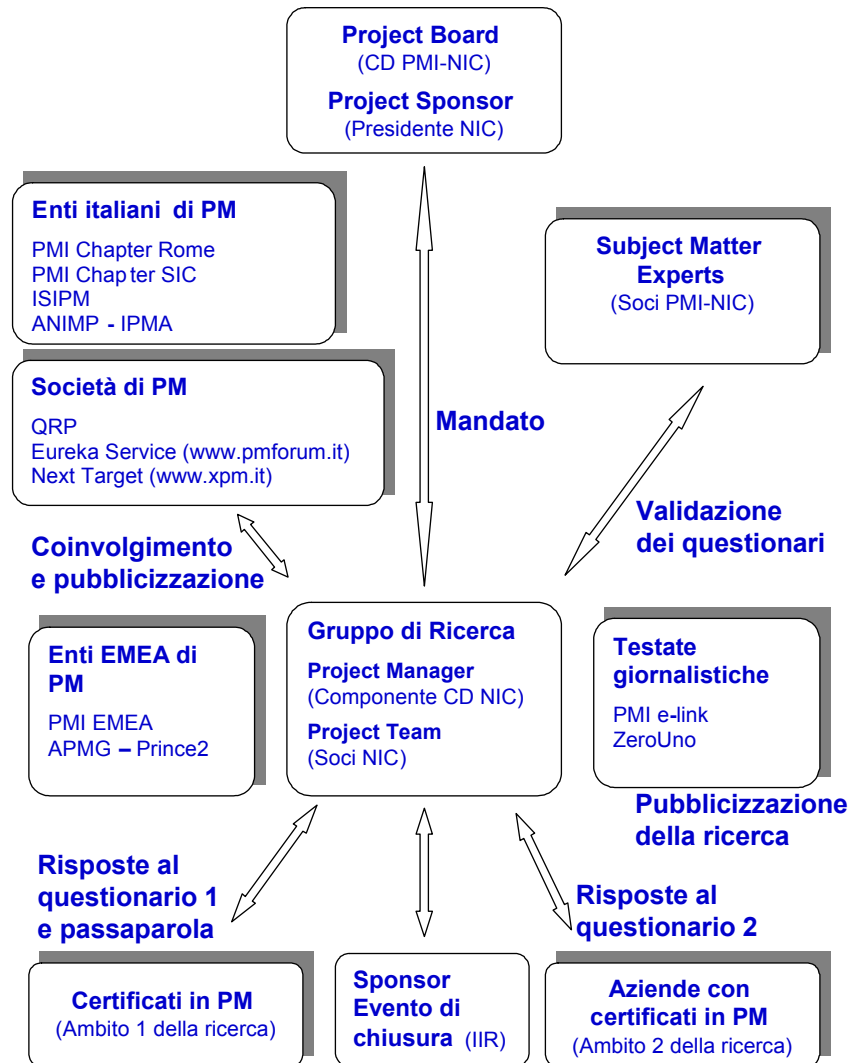 Project Board
(CD PMI-NIC)
Project Sponsor
(Presidente NIC)
Enti italiani di PM
PMI Chapter Rome
PMI Chapter SIC
ISIPM
ANIMP - IPMA
Subject Matter
Experts
(Soci PMI-NIC)
Società di PM
QRP
Eureka Service (www.pmforum.it)
Next Target (www.xpm.it)
Mandato
Validazione
dei questionari
Coinvolgimento
e pubblicizzazione
Enti EMEA di
PM
PMI EMEA
APMG – Prince2
Gruppo di Ricerca
Project Manager
(Componente CD NIC)
Project Team
(Soci NIC)
Testate
giornalistiche
PMI e-link
ZeroUno
Pubblicizzazione
della ricerca
Risposte al
questionario 1
e passaparola
Risposte al
questionario 2
Certificati in PM
(Ambito 1 della ricerca)
Sponsor
Evento di
chiusura (IIR)
Aziende con
certificati in PM
(Ambito 2 della ricerca)